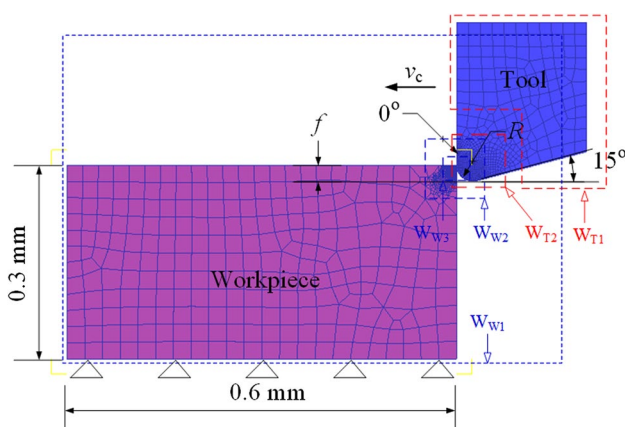 Tool
v_c
0°
f
R
15°
W_W3
W_W2
W_T2
W_T1
0.3 mm
Workpiece
W_W1
0.6 mm